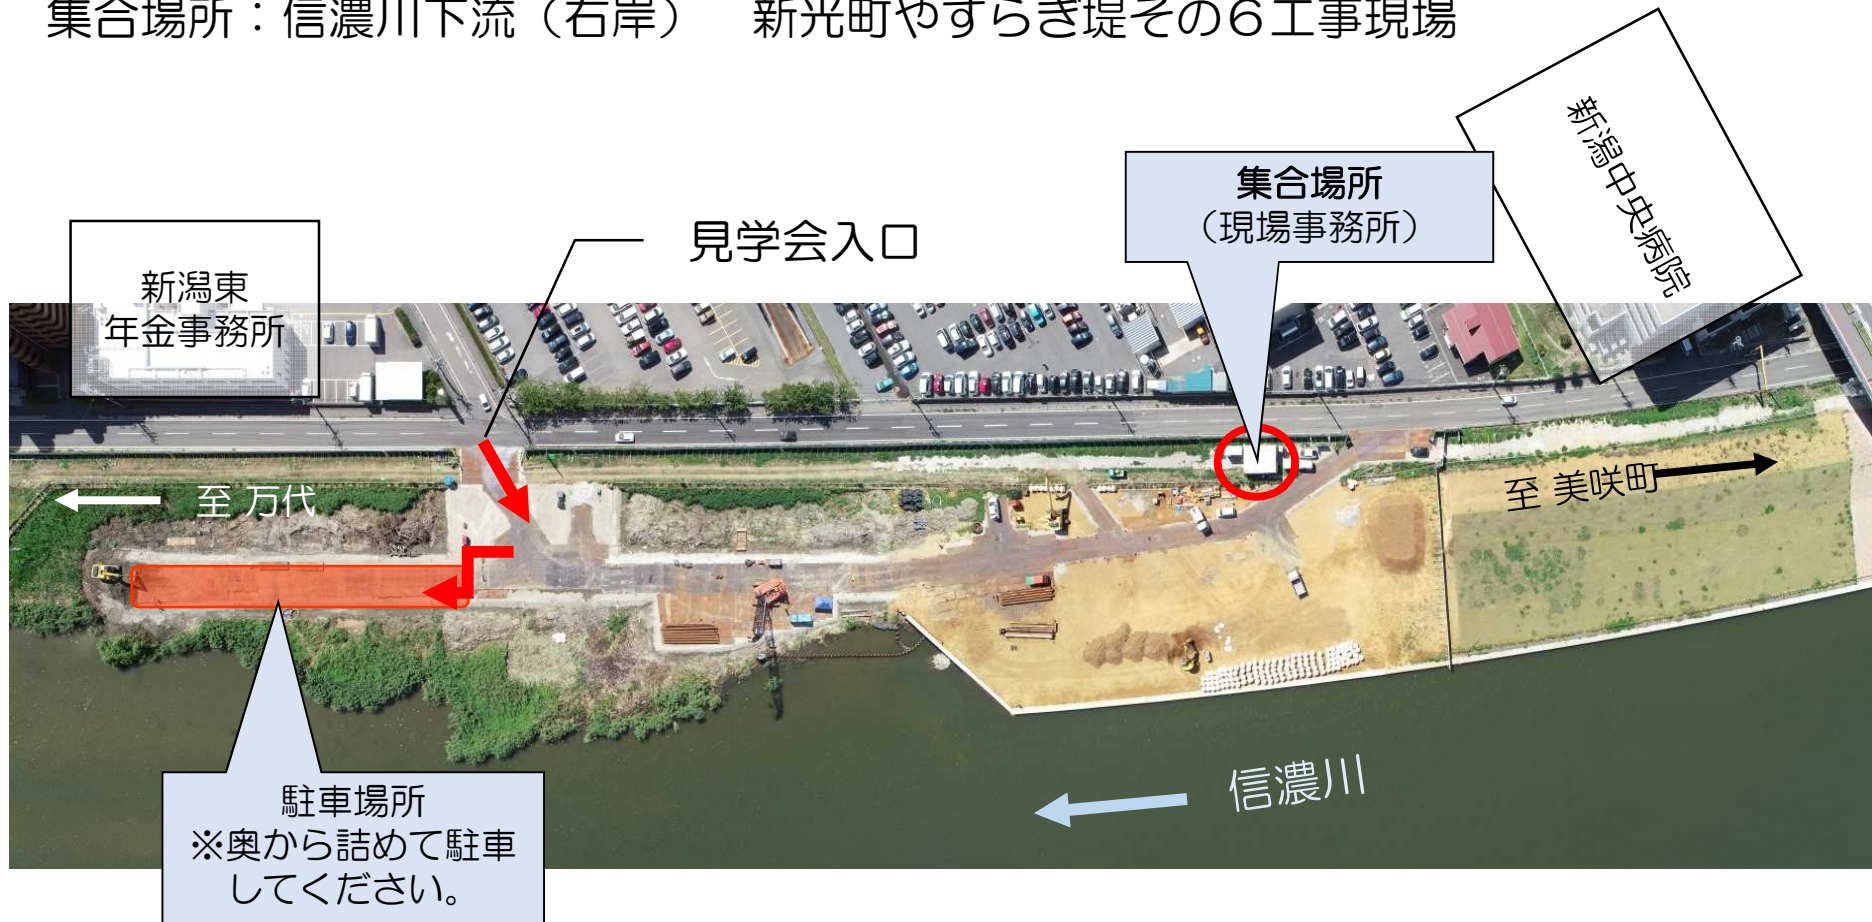 集合場所：信濃川下流（右岸）　新光町やすらぎ堤その６工事現場
新潟中央病院
集合場所
（現場事務所）
見学会入口
新潟東
年金事務所
至 万代
至 美咲町
信濃川
駐車場所
※奥から詰めて駐車
してください。